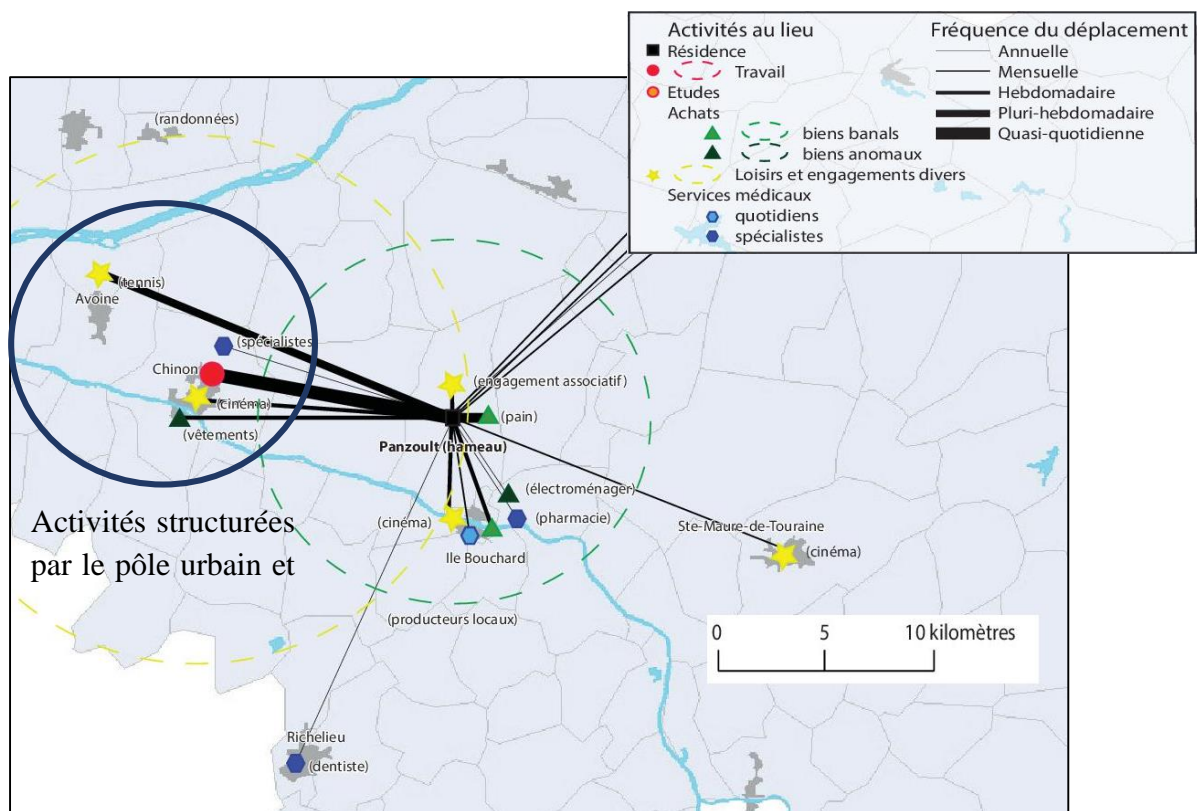 Activités au lieu
Résidence
Travail
Etudes
Achats
biens banals
biens anomaux
Loisirs et engagements divers
Services médicaux
quotidiens
spécialistes
Fréquence du déplacement
Annuelle
Mensuelle
Hebdomadaire
Pluri-hebdomadaire
Quasi-quotidienne
(randonnées)
(tennis)
Avoine
(spécialistes
Chinon
(cinéma)
(vêtements)
(engagement associatif)
(pain)
Panzoult (hameau)
(électroménager)
(cinéma)
(pharmacie)
Ile Bouchard
Ste-Maure-de-Touraine
(cinéma)
Activités structurées
par le pôle urbain et
(producteurs locaux)
0 5 10 kilomètres
Richelieu
(dentiste)